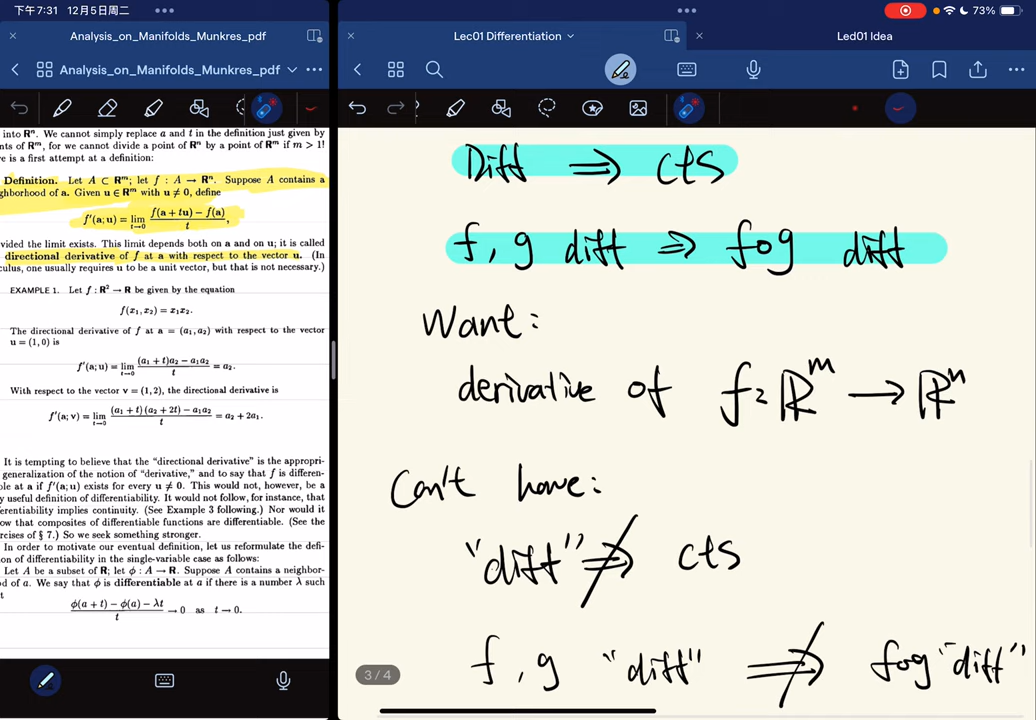 下午7:31 12月5日周二
73%
Analysis_on_Manifolds_Munkres_pdf
Lec01 Differentiation
Led01 Idea
Analysis_on_Manifolds_Munkres_pdf
into Rⁿ. We cannot simply replace a and t in the definition just given by
nts of Rᵐ, for we cannot divide a point of Rⁿ by a point of Rᵐ if m > 1!
e is a first attempt at a definition:
Definition. Let A ⊂ Rᵐ; let f : A → Rⁿ. Suppose A contains a
ghborhood of a. Given u ∈ Rᵐ with u ≠ 0, define
f'(a; u) = lim t→0 f(a + tu) − f(a) / t,
vided the limit exists. This limit depends both on a and on u; it is called
directional derivative of f at a with respect to the vector u. (In
culus, one usually requires u to be a unit vector, but that is not necessary.)
EXAMPLE 1. Let f : R² → R be given by the equation
f(x₁, x₂) = x₁x₂.
The directional derivative of f at a = (a₁, a₂) with respect to the vector
u = (1, 0) is
f'(a; u) = lim t→0 (a₁ + t)a₂ − a₁a₂ / t = a₂.
With respect to the vector v = (1, 2), the directional derivative is
f'(a; v) = lim t→0 (a₁ + t)(a₂ + 2t) − a₁a₂ / t = a₂ + 2a₁.
It is tempting to believe that the "directional derivative" is the appropri-
generalization of the notion of "derivative," and to say that f is differen-
ble at a if f'(a; u) exists for every u ≠ 0. This would not, however, be a
y useful definition of differentiability. It would not follow, for instance, that
erentiability implies continuity. (See Example 3 following.) Nor would it
ow that composites of differentiable functions are differentiable. (See the
rcises of § 7.) So we seek something stronger.
In order to motivate our eventual definition, let us reformulate the defi-
on of differentiability in the single-variable case as follows:
Let A be a subset of R; let φ : A → R. Suppose A contains a neighbor-
d of a. We say that φ is differentiable at a if there is a number λ such
t
φ(a + t) − φ(a) − λt / t → 0 as t → 0.
Diff ⇒ cts
f, g diff ⇒ f∘g diff
Want:
derivative of f: ℝᵐ → ℝⁿ
Can't have:
"diff" ⇏ cts
f, g "diff" ⇏ f∘g "diff"
3 / 4